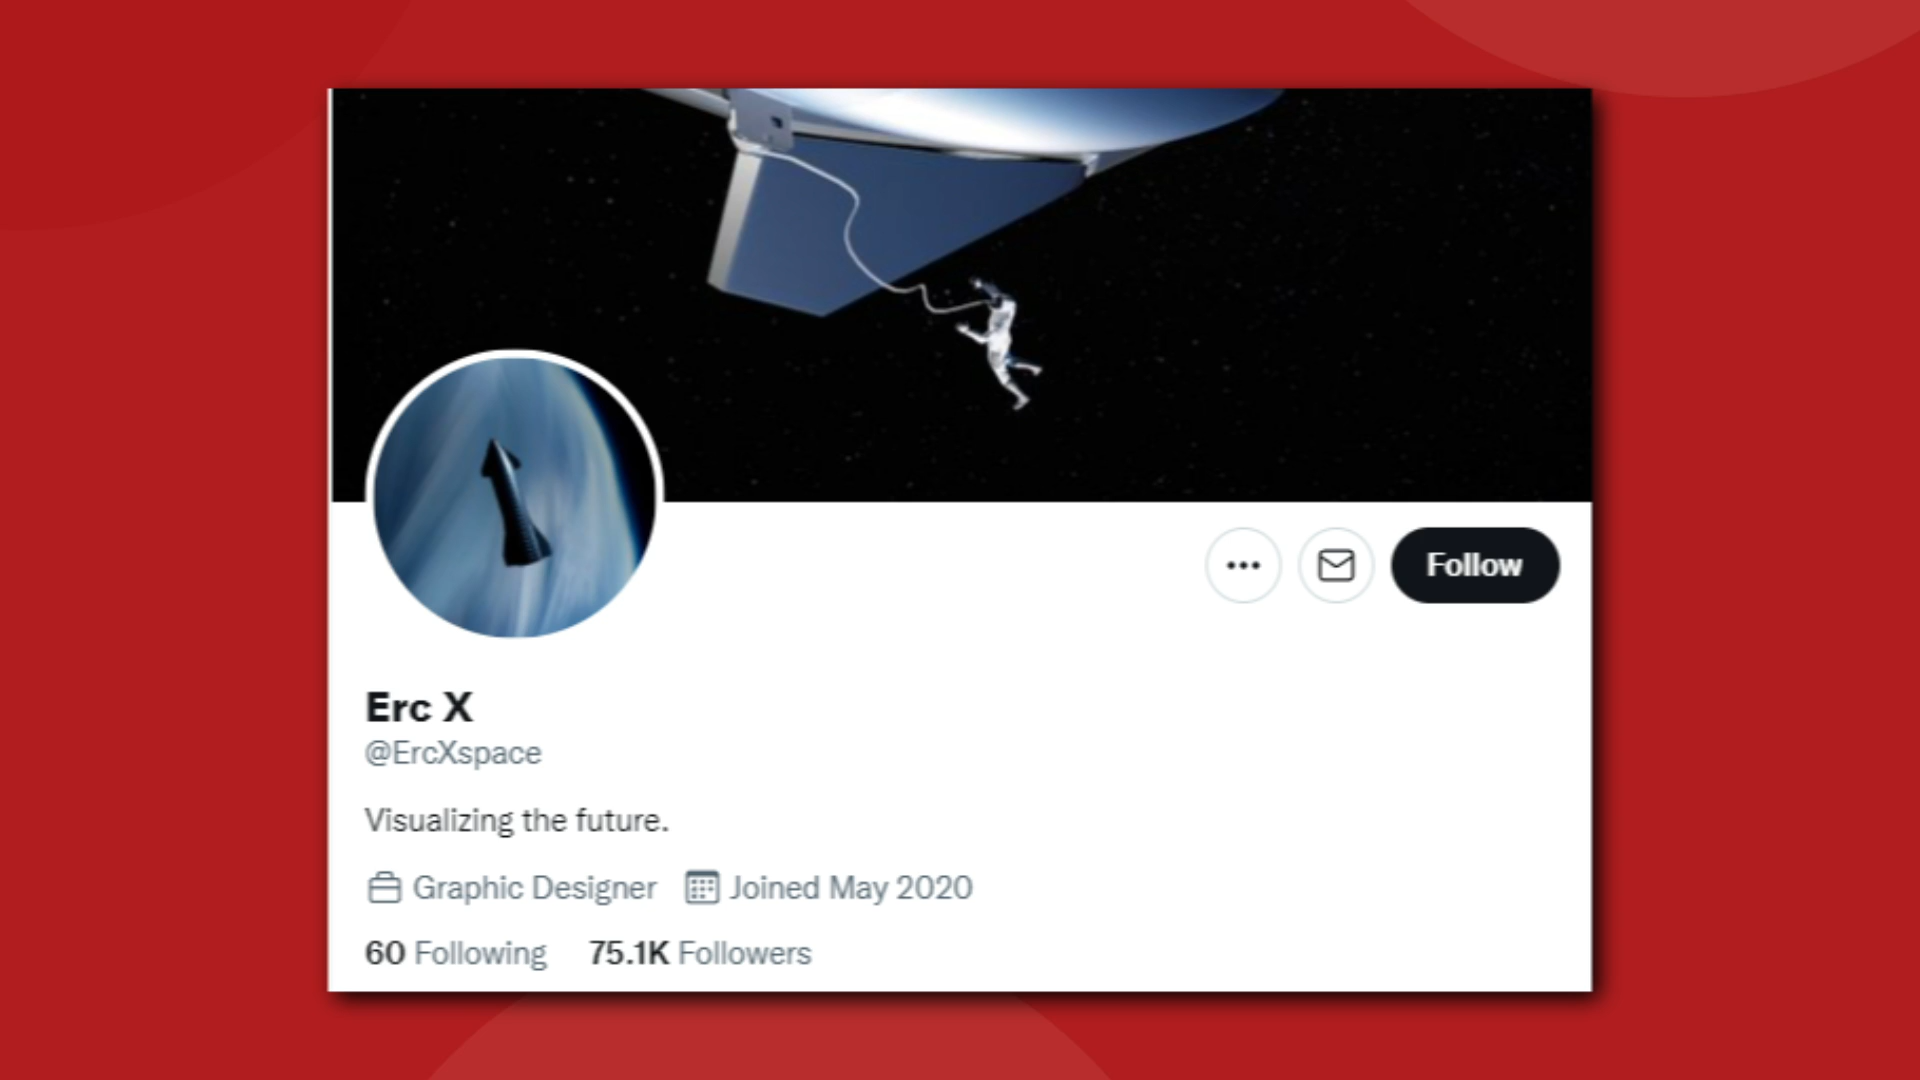 Follow
Erc X
@ErcXspace
Visualizing the future.
Graphic Designer Joined May 2020
60 Following 75.1K Followers